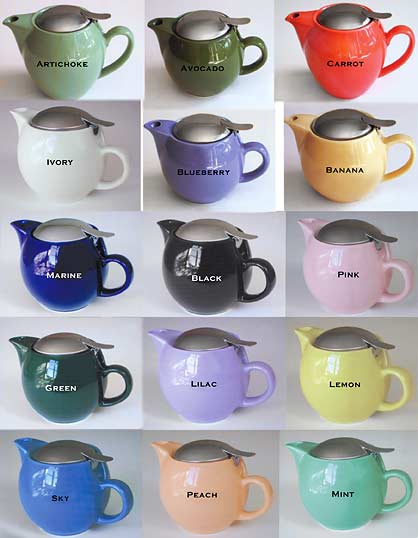 Artichoke
Avocado
Carrot
Ivory
Blueberry
Banana
Marine
Black
Pink
Green
Lilac
Lemon
Sky
Peach
Mint